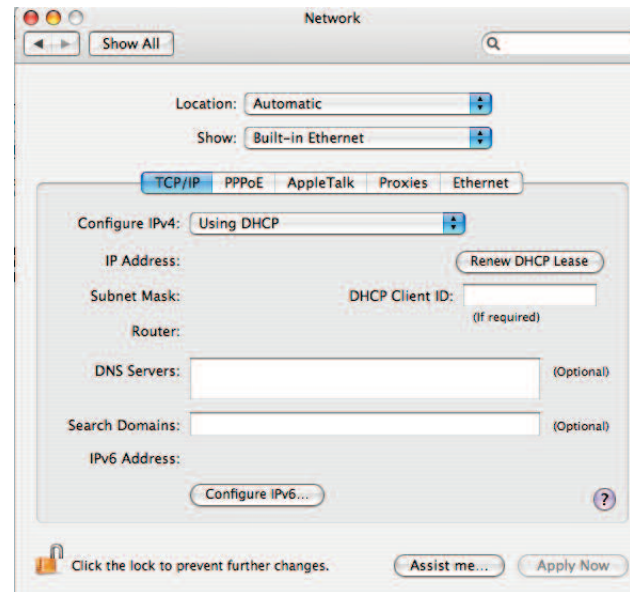 Network
Show All
Location: Automatic
Show: Built-in Ethernet
TCP/IP PPPoE AppleTalk Proxies Ethernet
Configure IPv4: Using DHCP
IP Address: Renew DHCP Lease
Subnet Mask: DHCP Client ID:
(If required)
Router:
DNS Servers: (Optional)
Search Domains: (Optional)
IPv6 Address:
Configure IPv6... ?
Click the lock to prevent further changes. Assist me... Apply Now